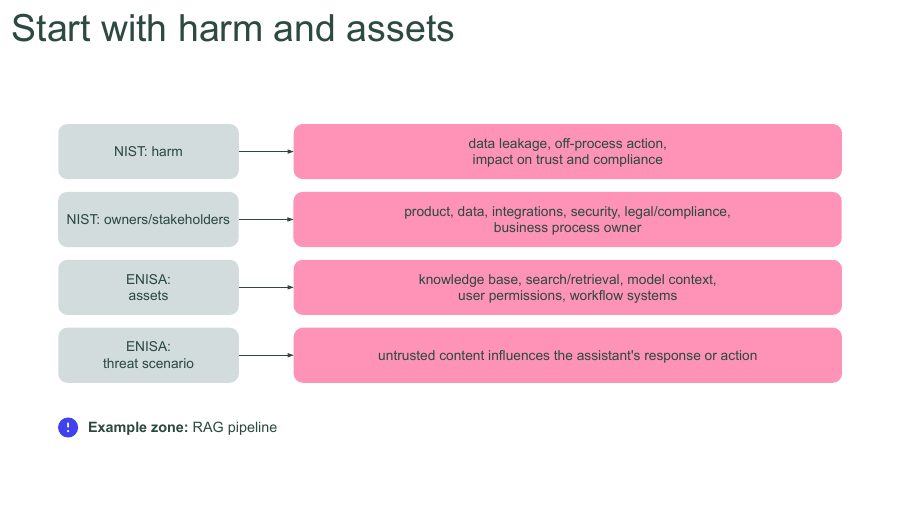 Start with harm and assets
NIST: harm
data leakage, off-process action,
impact on trust and compliance
NIST: owners/stakeholders
product, data, integrations, security, legal/compliance,
business process owner
ENISA:
assets
knowledge base, search/retrieval, model context,
user permissions, workflow systems
ENISA:
threat scenario
untrusted content influences the assistant's response or action
Example zone: RAG pipeline